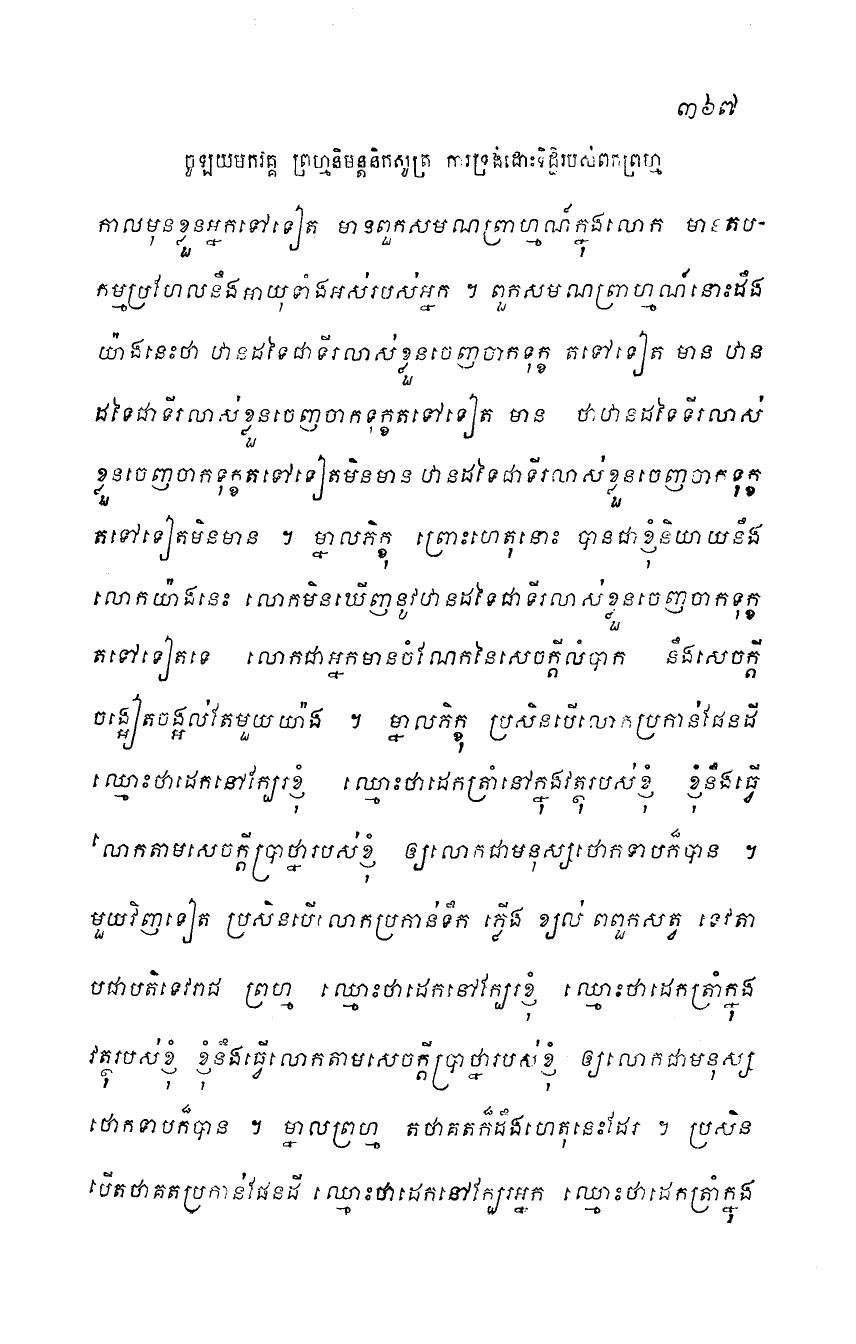 ៣៦៧
ចូឡយមកវគ្គ ព្រហ្មនិមន្តនិកសូត្រ ការទ្រង់ដោះទិដ្ឋិរបស់ពកព្រហ្ម
កាលមុនខ្លួនអ្នកទៅទៀត មានពួកសមណព្រាហ្មណ៍ក្នុងលោក មានតប-
កម្មប្រហែលនឹងអាយុទាំងអស់របស់អ្នក ។ ពួកសមណព្រាហ្មណ៍នោះដឹង
យ៉ាងនេះថា ឋានដទៃជាទីរលាស់ខ្លួនចេញចាកទុក្ខ តទៅទៀត មាន ឋាន
ដទៃជាទីរលាស់ខ្លួនចេញចាកទុក្ខតទៅទៀត មាន ថាឋានដទៃទីរលាស់
ខ្លួនចេញចាកទុក្ខតទៅទៀតមិនមាន ឋានដទៃជាទីរលាស់ខ្លួនចេញចាកទុក្ខ
តទៅទៀតមិនមាន ។ ម្នាលភិក្ខុ ព្រោះហេតុនោះ បានជាខ្ញុំនិយាយនឹង
លោកយ៉ាងនេះ លោកមិនឃើញនូវឋានដទៃជាទីរលាស់ខ្លួនចេញចាកទុក្ខ
តទៅទៀតទេ លោកជាអ្នកមានចំណែកនៃសេចក្តីលំបាក នឹងសេចក្តី
ចង្អៀតចង្អល់តែមួយយ៉ាង ។ ម្នាលភិក្ខុ ប្រសិនបើលោកប្រកាន់ផែនដី
ឈ្មោះថាដេកនៅក្បែរខ្ញុំ ឈ្មោះថាដេកត្រាំនៅក្នុងវត្ថុរបស់ខ្ញុំ ខ្ញុំនឹងធ្វើ
លោកតាមសេចក្តីប្រាថ្នារបស់ខ្ញុំ ឲ្យលោកជាមនុស្សថោកទាបក៏បាន ។
មួយវិញទៀត ប្រសិនបើលោកប្រកាន់ទឹក ភ្លើង ខ្យល់ ពពួកសត្វ ទេវតា
បជាបតិទេវរាជ ព្រហ្ម ឈ្មោះថាដេកនៅក្បែរខ្ញុំ ឈ្មោះថាដេកត្រាំក្នុង
វត្ថុរបស់ខ្ញុំ ខ្ញុំនឹងធ្វើលោកតាមសេចក្តីប្រាថ្នារបស់ខ្ញុំ ឲ្យលោកជាមនុស្ស
ថោកទាបក៏បាន ។ ម្នាលព្រហ្ម តថាគតក៏ដឹងហេតុនេះដែរ ។ ប្រសិន
បើតថាគតប្រកាន់ផែនដី ឈ្មោះថាដេកនៅក្បែរអ្នក ឈ្មោះថាដេកត្រាំក្នុង